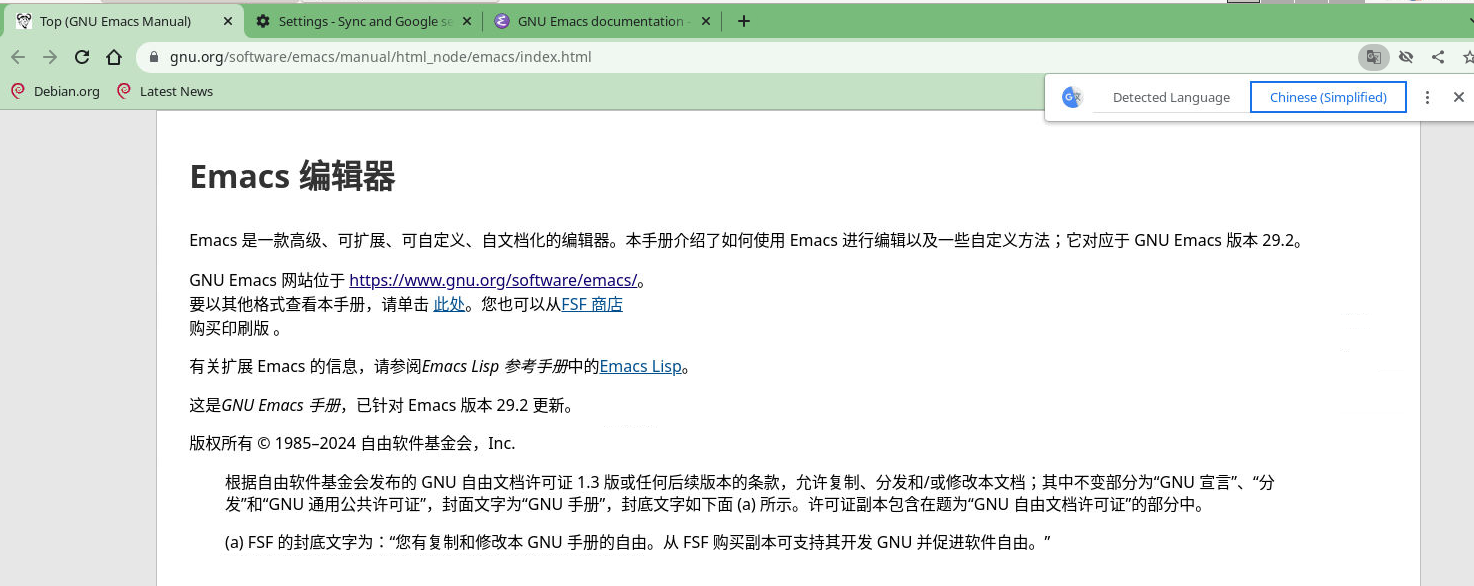 Top (GNU Emacs Manual)
Settings - Sync and Google se
GNU Emacs documentation -
gnu.org/software/emacs/manual/html_node/emacs/index.html
Debian.org
Latest News
Detected Language
Chinese (Simplified)
Emacs 编辑器
Emacs 是一款高级、可扩展、可自定义、自文档化的编辑器。本手册介绍了如何使用 Emacs 进行编辑以及一些自定义方法；它对应于 GNU Emacs 版本 29.2。
GNU Emacs 网站位于 https://www.gnu.org/software/emacs/。
要以其他格式查看本手册，请单击 此处。您也可以从FSF 商店
购买印刷版 。
有关扩展 Emacs 的信息，请参阅Emacs Lisp 参考手册中的Emacs Lisp。
这是GNU Emacs 手册，已针对 Emacs 版本 29.2 更新。
版权所有 © 1985–2024 自由软件基金会，Inc.
根据自由软件基金会发布的 GNU 自由文档许可证 1.3 版或任何后续版本的条款，允许复制、分发和/或修改本文档；其中不变部分为“GNU 宣言”、“分
发”和“GNU 通用公共许可证”，封面文字为“GNU 手册”，封底文字如下面 (a) 所示。许可证副本包含在题为“GNU 自由文档许可证”的部分中。
(a) FSF 的封底文字为：“您有复制和修改本 GNU 手册的自由。从 FSF 购买副本可支持其开发 GNU 并促进软件自由。”